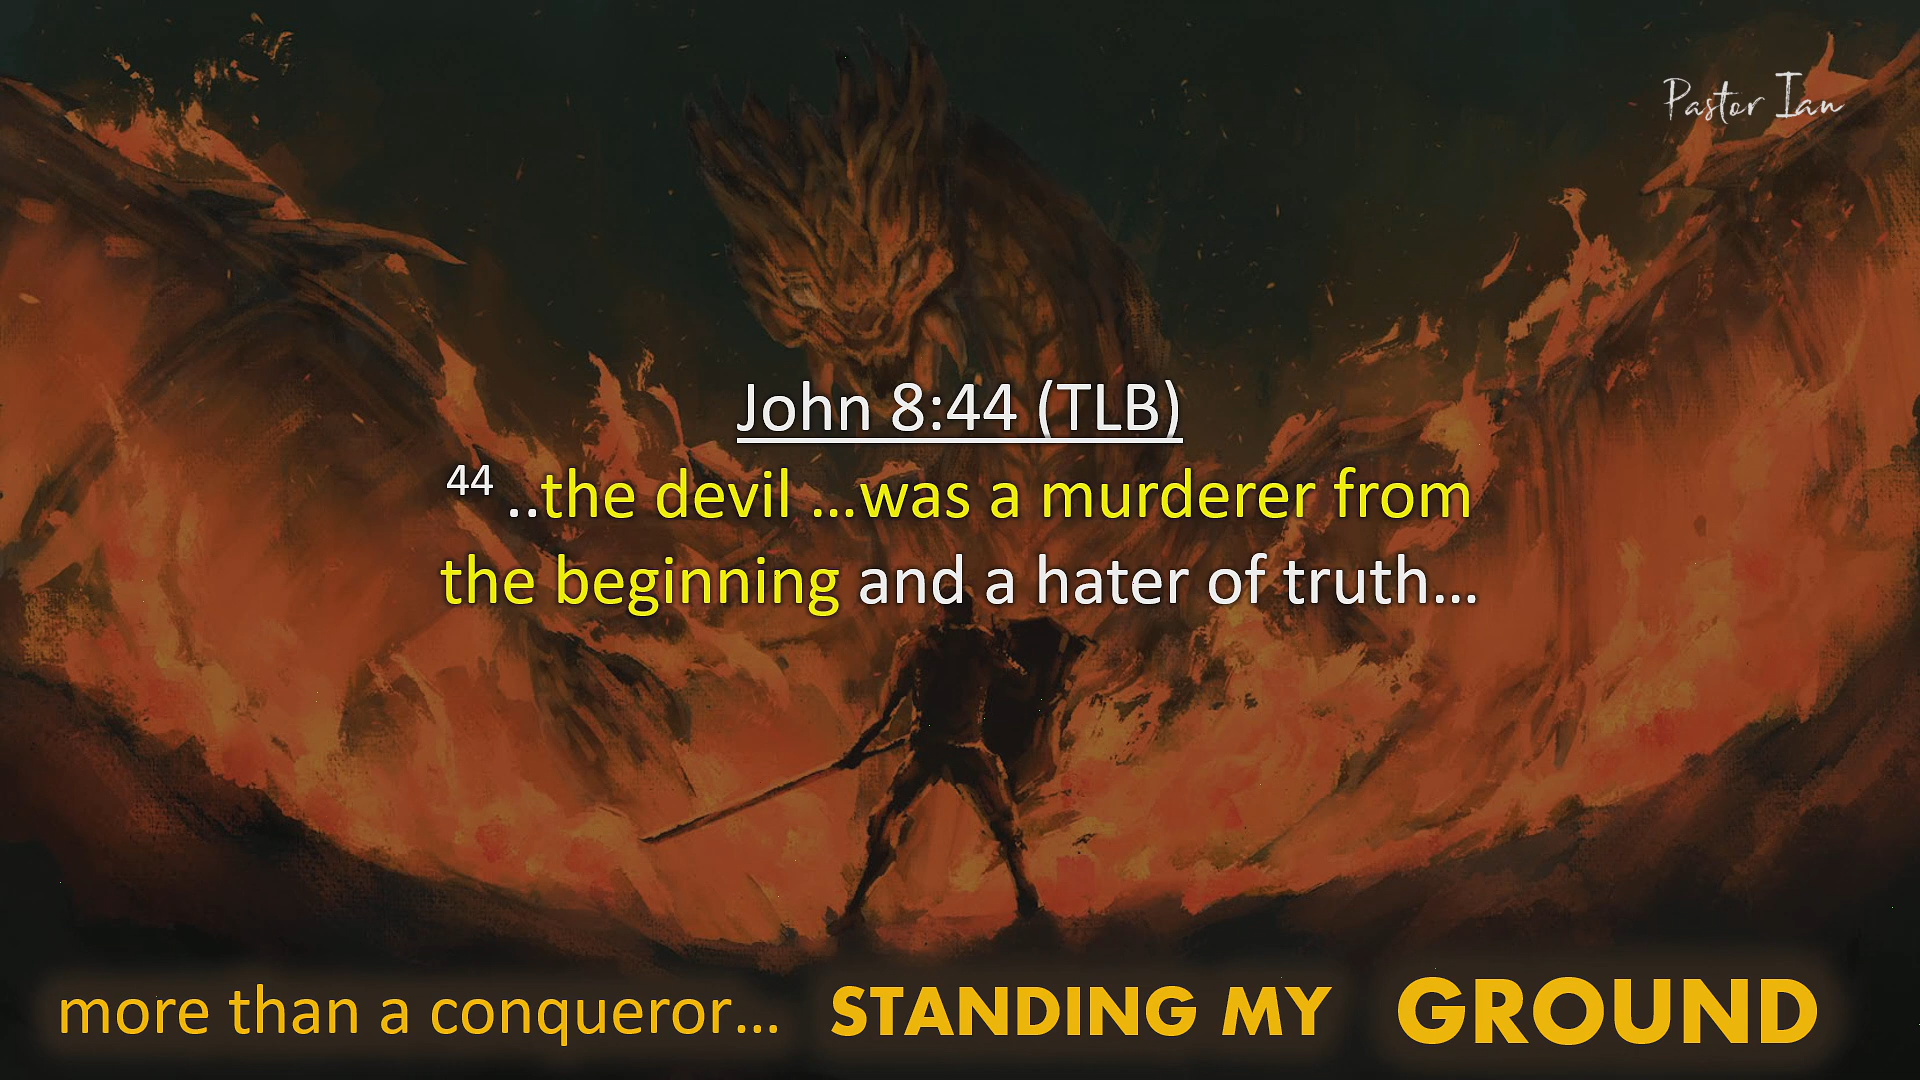 Pastor Ian
John 8:44 (TLB)
44 ..the devil ...was a murderer from
the beginning and a hater of truth...
more than a conqueror... STANDING MY GROUND